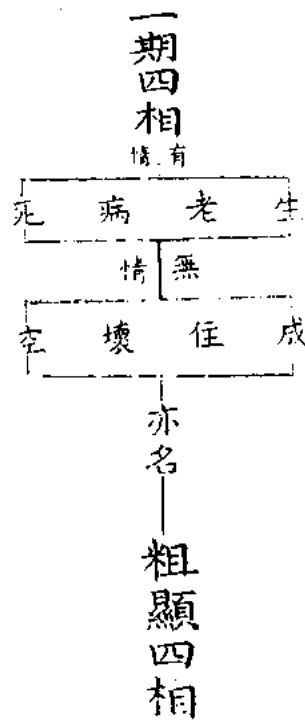 一期四相
有情
生老病死
無情
成住壞空
亦名
粗顯四相